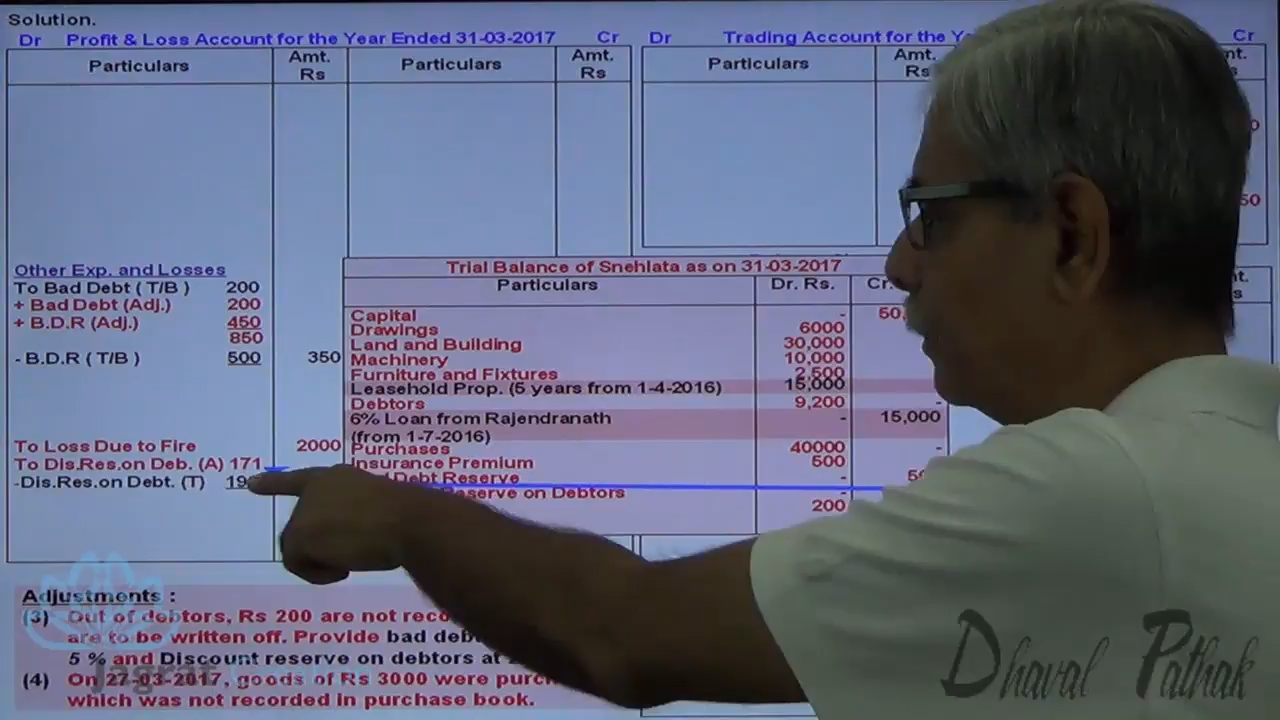 Solution.
Dr Profit & Loss Account for the Year Ended 31-03-2017 Cr
Particulars Amt. Rs Particulars Amt. Rs
Dr Trading Account for the Cr
Particulars Amt. Rs
Other Exp. and Losses
To Bad Debt ( T/B ) 200
+ Bad Debt (Adj.) 200
+ B.D.R (Adj.) 450
850
- B.D.R ( T/B ) 500 350
To Loss Due to Fire 2000
To Dis.Res.on Deb. (A) 171
-Dis.Res.on Debt. (T)
Trial Balance of Snehlata as on 31-03-2017
Particulars Dr. Rs.
Capital -
Drawings 6000
Land and Building 30,000
Machinery 10,000
Furniture and Fixtures 2,500
Leasehold Prop. (5 years from 1-4-2016) 15,000
Debtors 9,200 -
6% Loan from Rajendranath - 15,000
(from 1-7-2016)
Purchases 40000 -
Insurance Premium 500 -
Debt Reserve -
Reserve on Debtors
200
Adjustments :
(3) Out of debtors, Rs 200 are not
are to be written off. Provide bad
5 % and Discount reserve on debtors at
(4) On 27-03-2017, goods of Rs 3000 were
which was not recorded in purchase book.
Jagrat
Dhaval Pathak